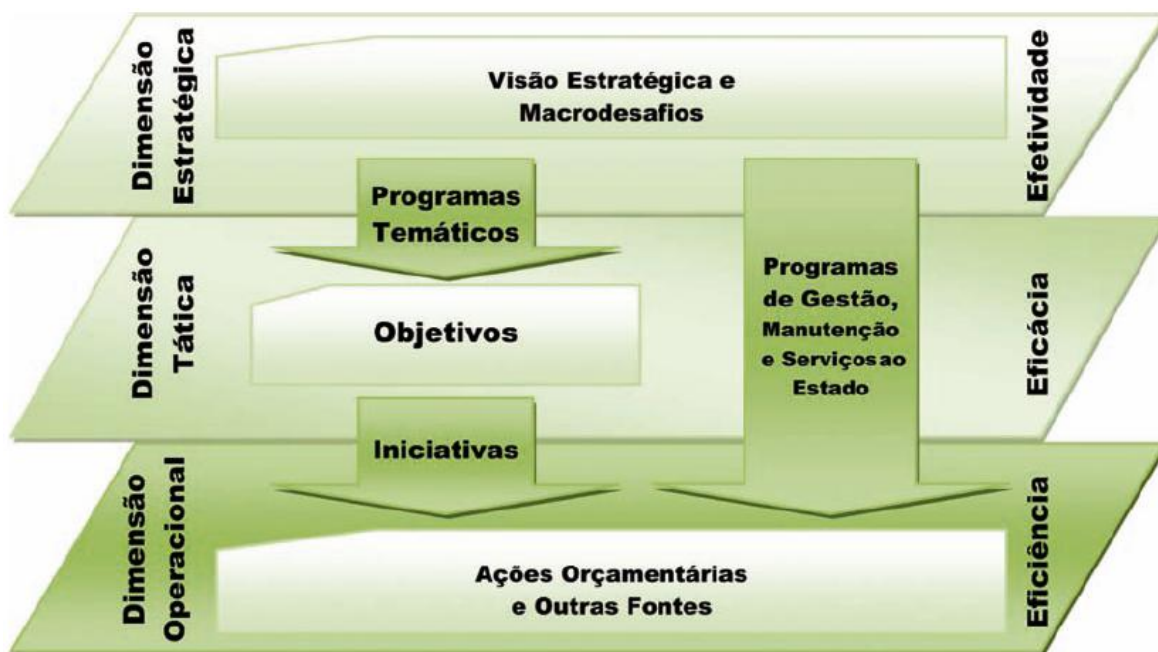 Dimensão
Estratégica
Visão Estratégica e
Macrodesafios
Efetividade
Programas
Temáticos
Dimensão
Tática
Objetivos
Programas
de Gestão,
Manutenção
e Serviços ao
Estado
Eficácia
Iniciativas
Dimensão
Operacional
Ações Orçamentárias
e Outras Fontes
Eficiência